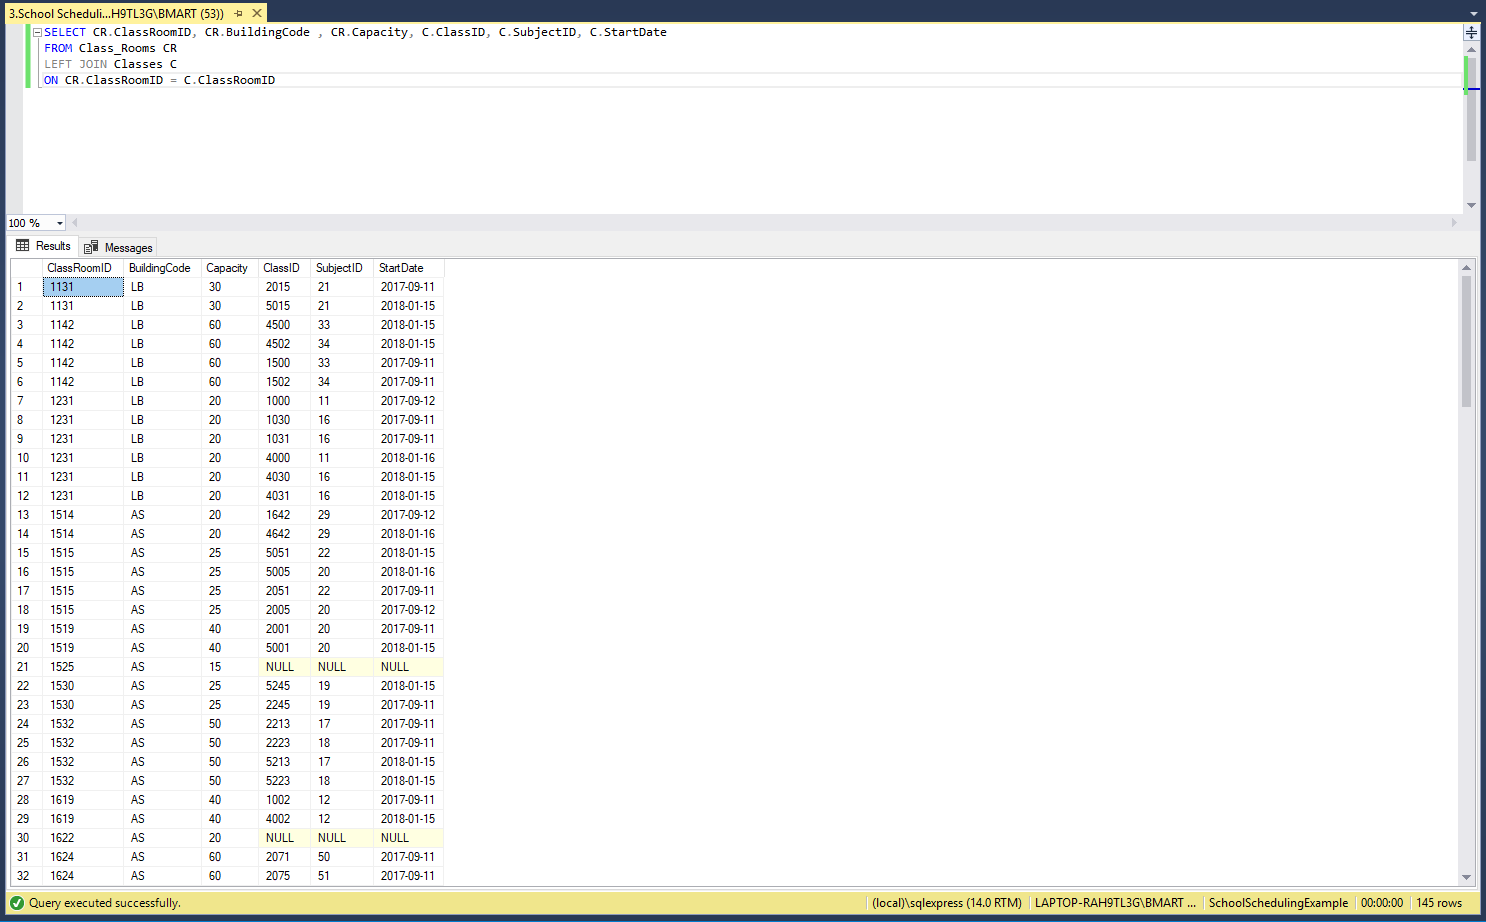 3.School Scheduli...H9TL3G\BMART (53))
SELECT CR.ClassRoomID, CR.BuildingCode , CR.Capacity, C.ClassID, C.SubjectID, C.StartDate
FROM Class_Rooms CR
LEFT JOIN Classes C
ON CR.ClassRoomID = C.ClassRoomID
100 %
Results Messages
ClassRoomID BuildingCode Capacity ClassID SubjectID StartDate
1 1131 LB 30 2015 21 2017-09-11
2 1131 LB 30 5015 21 2018-01-15
3 1142 LB 60 4500 33 2018-01-15
4 1142 LB 60 4502 34 2018-01-15
5 1142 LB 60 1500 33 2017-09-11
6 1142 LB 60 1502 34 2017-09-11
7 1231 LB 20 1000 11 2017-09-12
8 1231 LB 20 1030 16 2017-09-11
9 1231 LB 20 1031 16 2017-09-11
10 1231 LB 20 4000 11 2018-01-16
11 1231 LB 20 4030 16 2018-01-15
12 1231 LB 20 4031 16 2018-01-15
13 1514 AS 20 1642 29 2017-09-12
14 1514 AS 20 4642 29 2018-01-16
15 1515 AS 25 5051 22 2018-01-15
16 1515 AS 25 5005 20 2018-01-16
17 1515 AS 25 2051 22 2017-09-11
18 1515 AS 25 2005 20 2017-09-12
19 1519 AS 40 2001 20 2017-09-11
20 1519 AS 40 5001 20 2018-01-15
21 1525 AS 15 NULL NULL NULL
22 1530 AS 25 5245 19 2018-01-15
23 1530 AS 25 2245 19 2017-09-11
24 1532 AS 50 2213 17 2017-09-11
25 1532 AS 50 2223 18 2017-09-11
26 1532 AS 50 5213 17 2018-01-15
27 1532 AS 50 5223 18 2018-01-15
28 1619 AS 40 1002 12 2017-09-11
29 1619 AS 40 4002 12 2018-01-15
30 1622 AS 20 NULL NULL NULL
31 1624 AS 60 2071 50 2017-09-11
32 1624 AS 60 2075 51 2017-09-11
Query executed successfully. (local)\sqlexpress (14.0 RTM) LAPTOP-RAH9TL3G\BMART ... SchoolSchedulingExample 00:00:00 145 rows